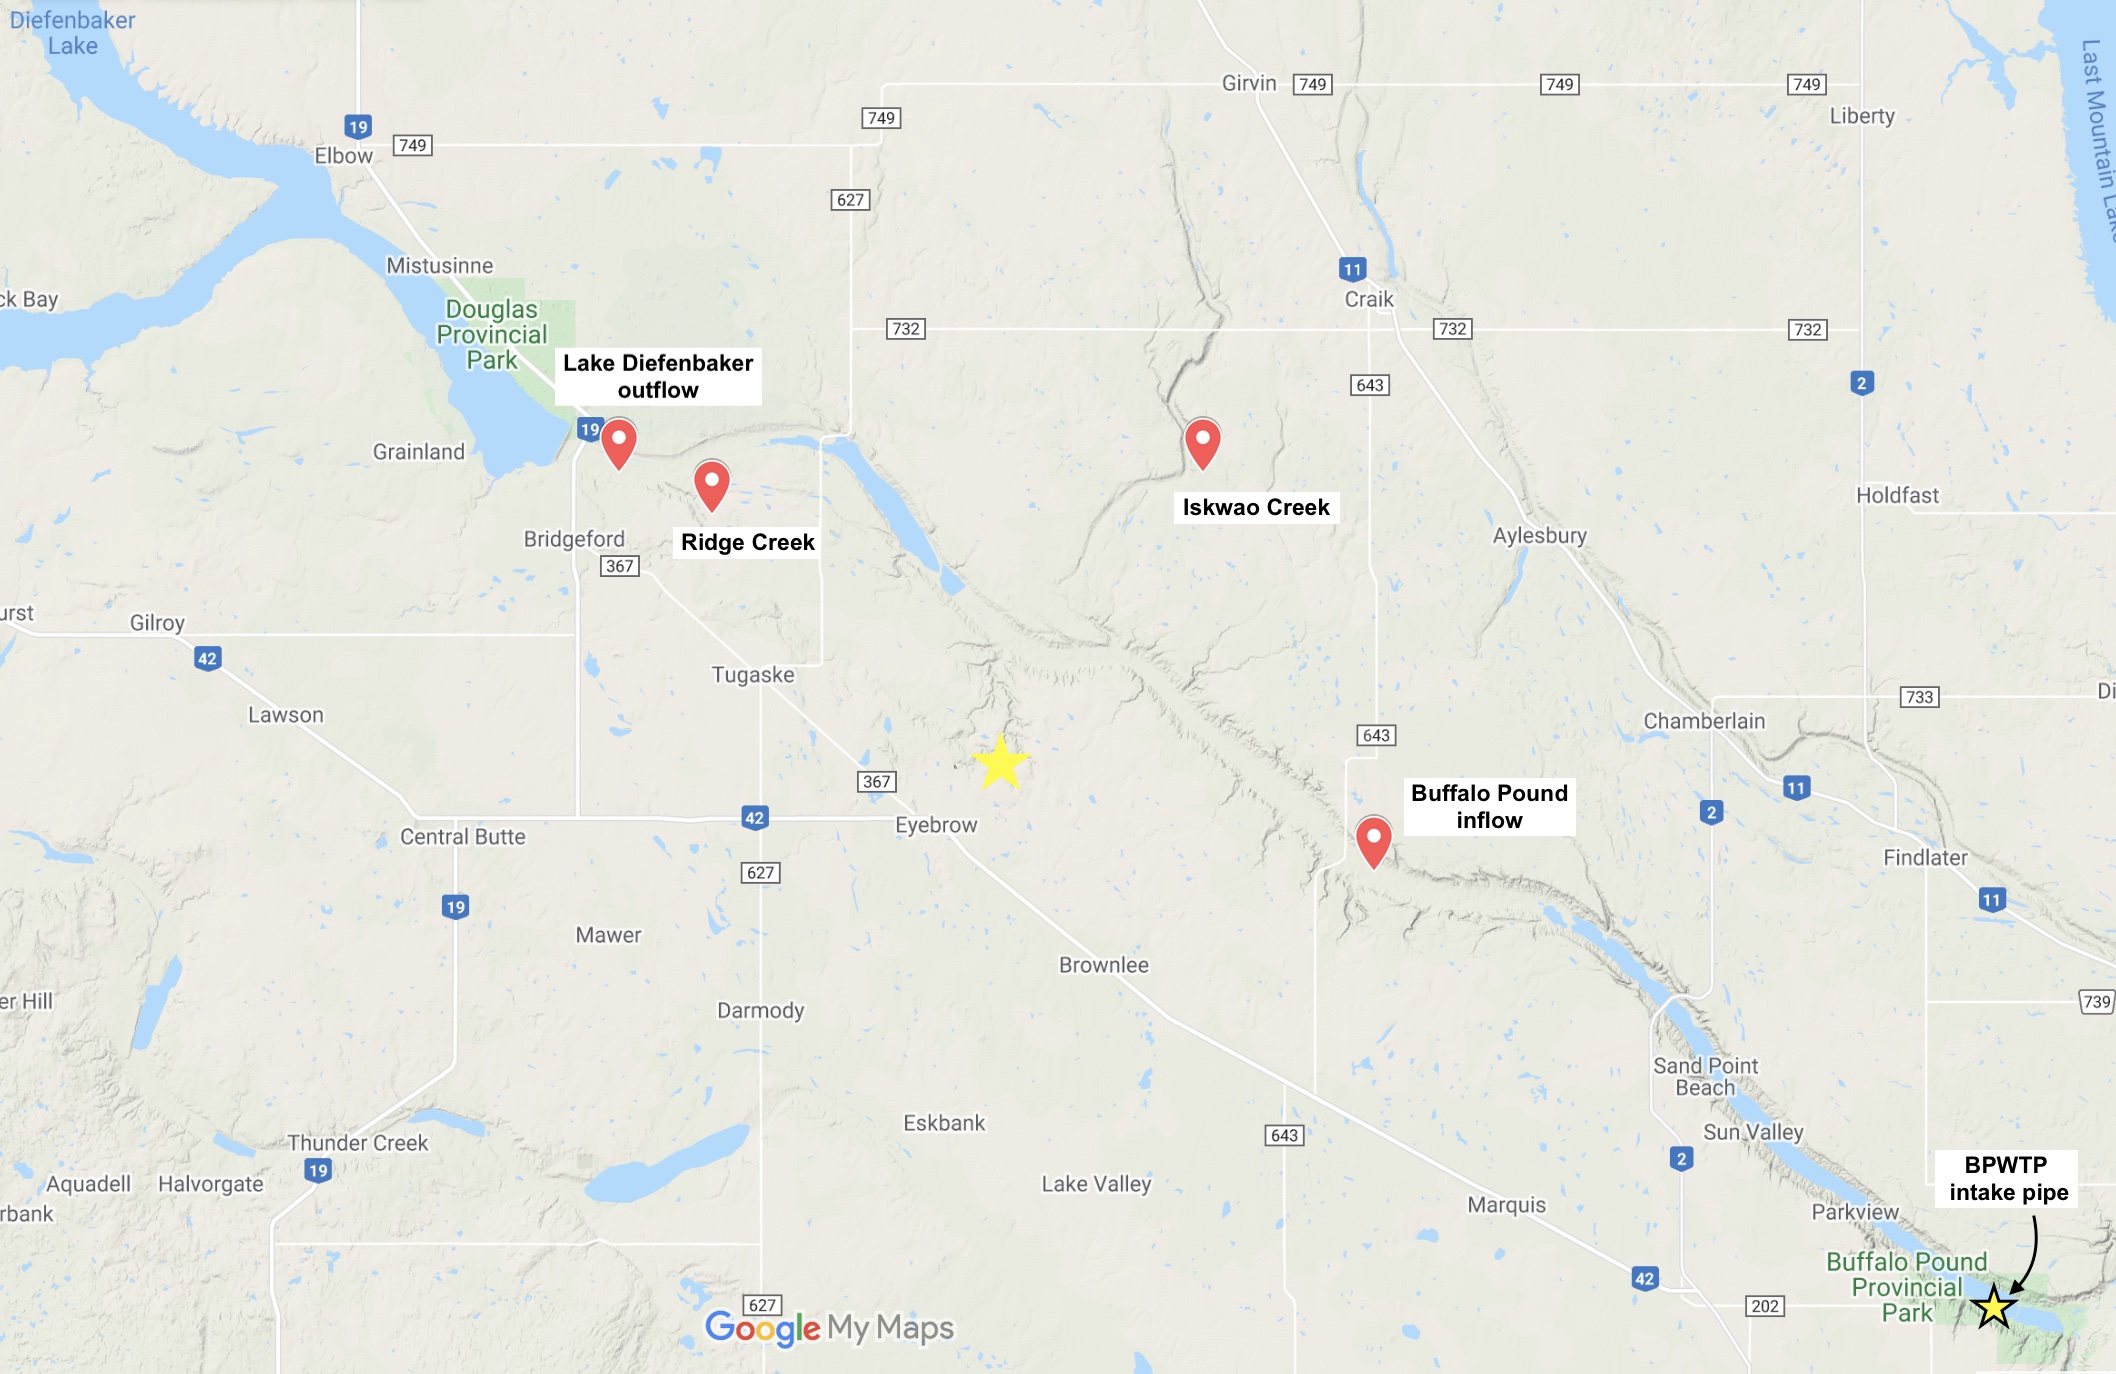 Diefenbaker
Lake
Last Mountain Lake
Girvin
749
749
749
749
749
Liberty
19
Elbow
627
Mistusinne
11
ck Bay
Craik
Douglas
Provincial
Park
732
732
732
Lake Diefenbaker
outflow
643
2
19
Grainland
Holdfast
Iskwao Creek
Bridgeford
Ridge Creek
Aylesbury
367
urst
Gilroy
42
Tugaske
733
Di
Lawson
Chamberlain
643
367
Buffalo Pound
inflow
11
2
42
Eyebrow
Central Butte
Findlater
627
19
11
Mawer
Brownlee
er Hill
739
Darmody
Sand Point
Beach
Eskbank
Sun Valley
643
Thunder Creek
19
2
BPWTP
intake pipe
Aquadell
Halvorgate
Lake Valley
Marquis
Parkview
rbank
Buffalo Pound
Provincial
Park
42
627
202
Google My Maps